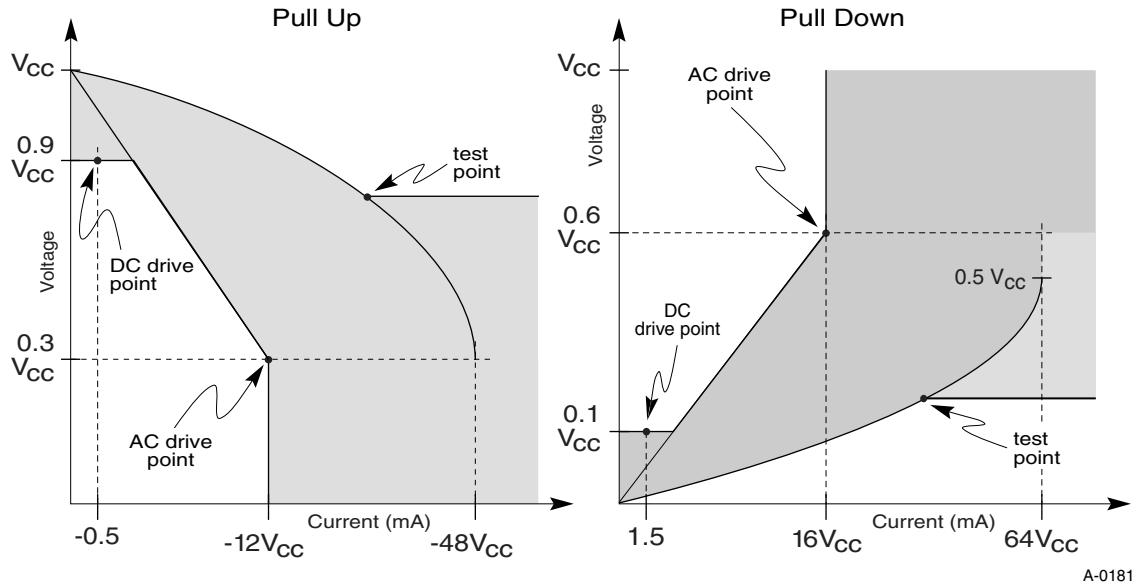 Pull Up
VCC
0.9
VCC
Voltage
0.3
VCC
DC drive
point
AC drive
point
test
point
Current (mA)
-0.5
-12VCC
-48VCC
Pull Down
VCC
Voltage
0.6
VCC
0.1
VCC
AC drive
point
DC
drive point
0.5 VCC
test
point
Current (mA)
1.5
16VCC
64VCC
A-0181